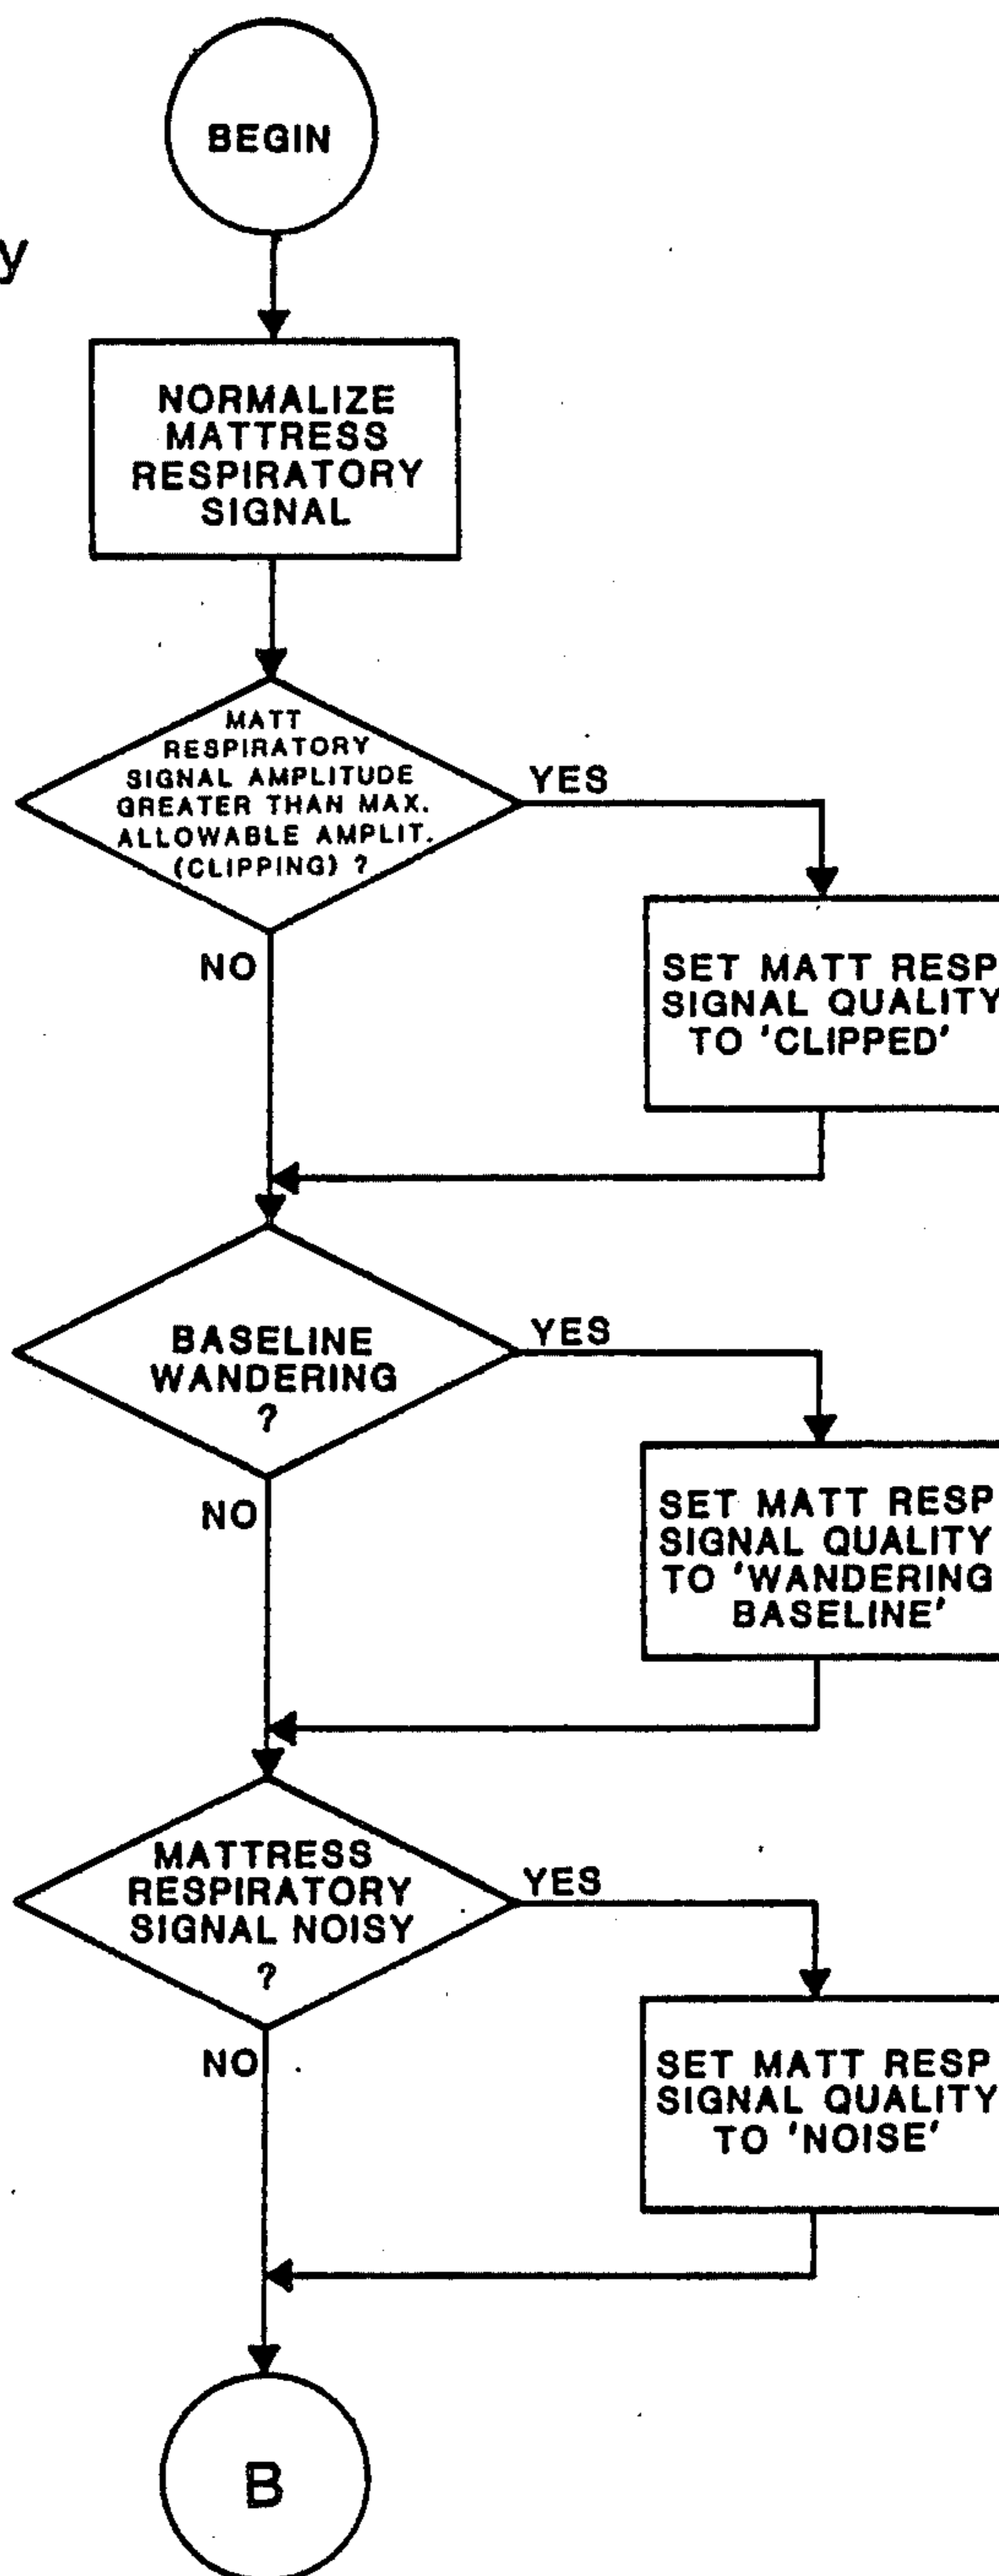 BEGIN
y
NORMALIZE
MATTRESS
RESPIRATORY
SIGNAL
MATT
RESPIRATORY
SIGNAL AMPLITUDE
GREATER THAN MAX.
ALLOWABLE AMPLIT.
(CLIPPING) ?
YES
NO
SET MATT RESP
SIGNAL QUALITY
TO 'CLIPPED'
BASELINE
WANDERING
?
YES
NO
SET MATT RESP
SIGNAL QUALITY
TO 'WANDERING
BASELINE'
MATTRESS
RESPIRATORY
SIGNAL NOISY
?
YES
NO
SET MATT RESP
SIGNAL QUALITY
TO 'NOISE'
B